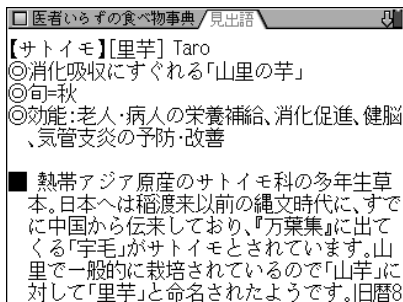 医者いらずの食べ物事典 見出語
【サトイモ】[里芋] Taro
◎消化吸収にすぐれる「山里の芋」
◎旬=秋
◎効能:老人・病人の栄養補給、消化促進、健脳
、気管支炎の予防・改善
■ 熱帯アジア原産のサトイモ科の多年生草
本。日本へは稲渡来以前の縄文時代に、すで
に中国から伝来しており、『万葉集』に出て
くる「宇毛」がサトイモとされています。山
里で一般的に栽培されているので「山芋」に
対して「里芋」と命名されたようです。旧暦8